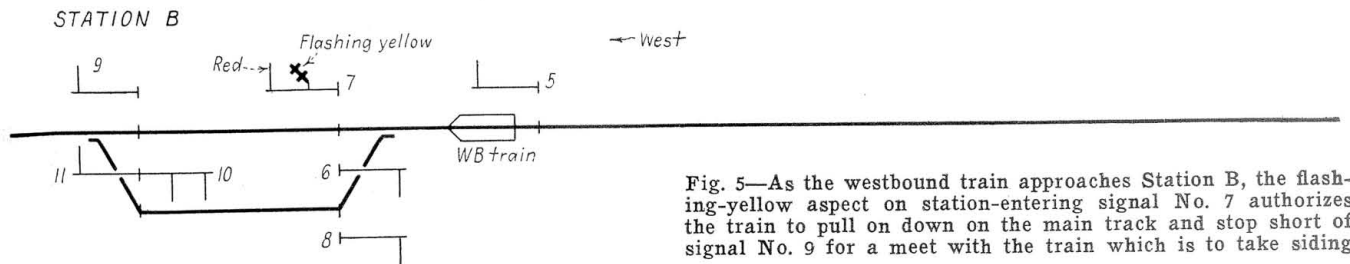 STATION B
← West
Flashing yellow
Red
9
7
5
WB train
11
10
6
8
Fig. 5—As the westbound train approaches Station B, the flash-
ing-yellow aspect on station-entering signal No. 7 authorizes
the train to pull on down on the main track and stop short of
signal No. 9 for a meet with the train which is to take siding